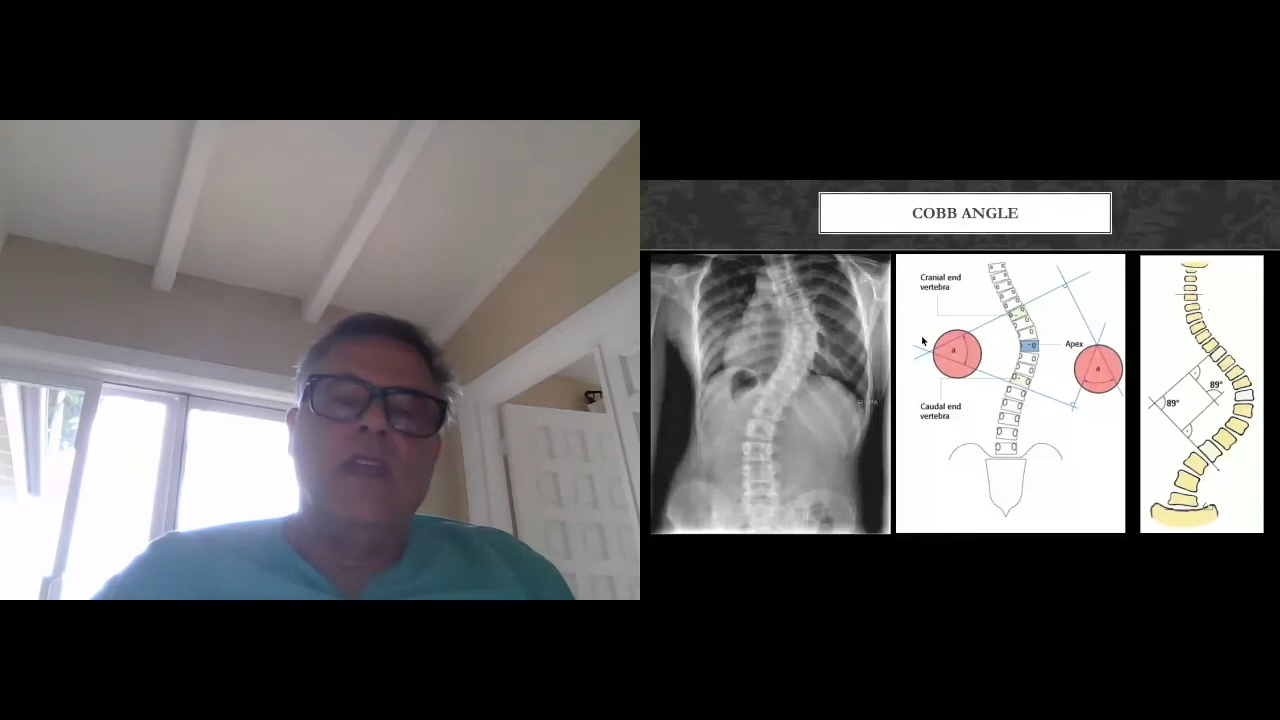 COBB ANGLE
Cranial end
vertebra
a
Apex
a
Caudal end
vertebra
89°
89°